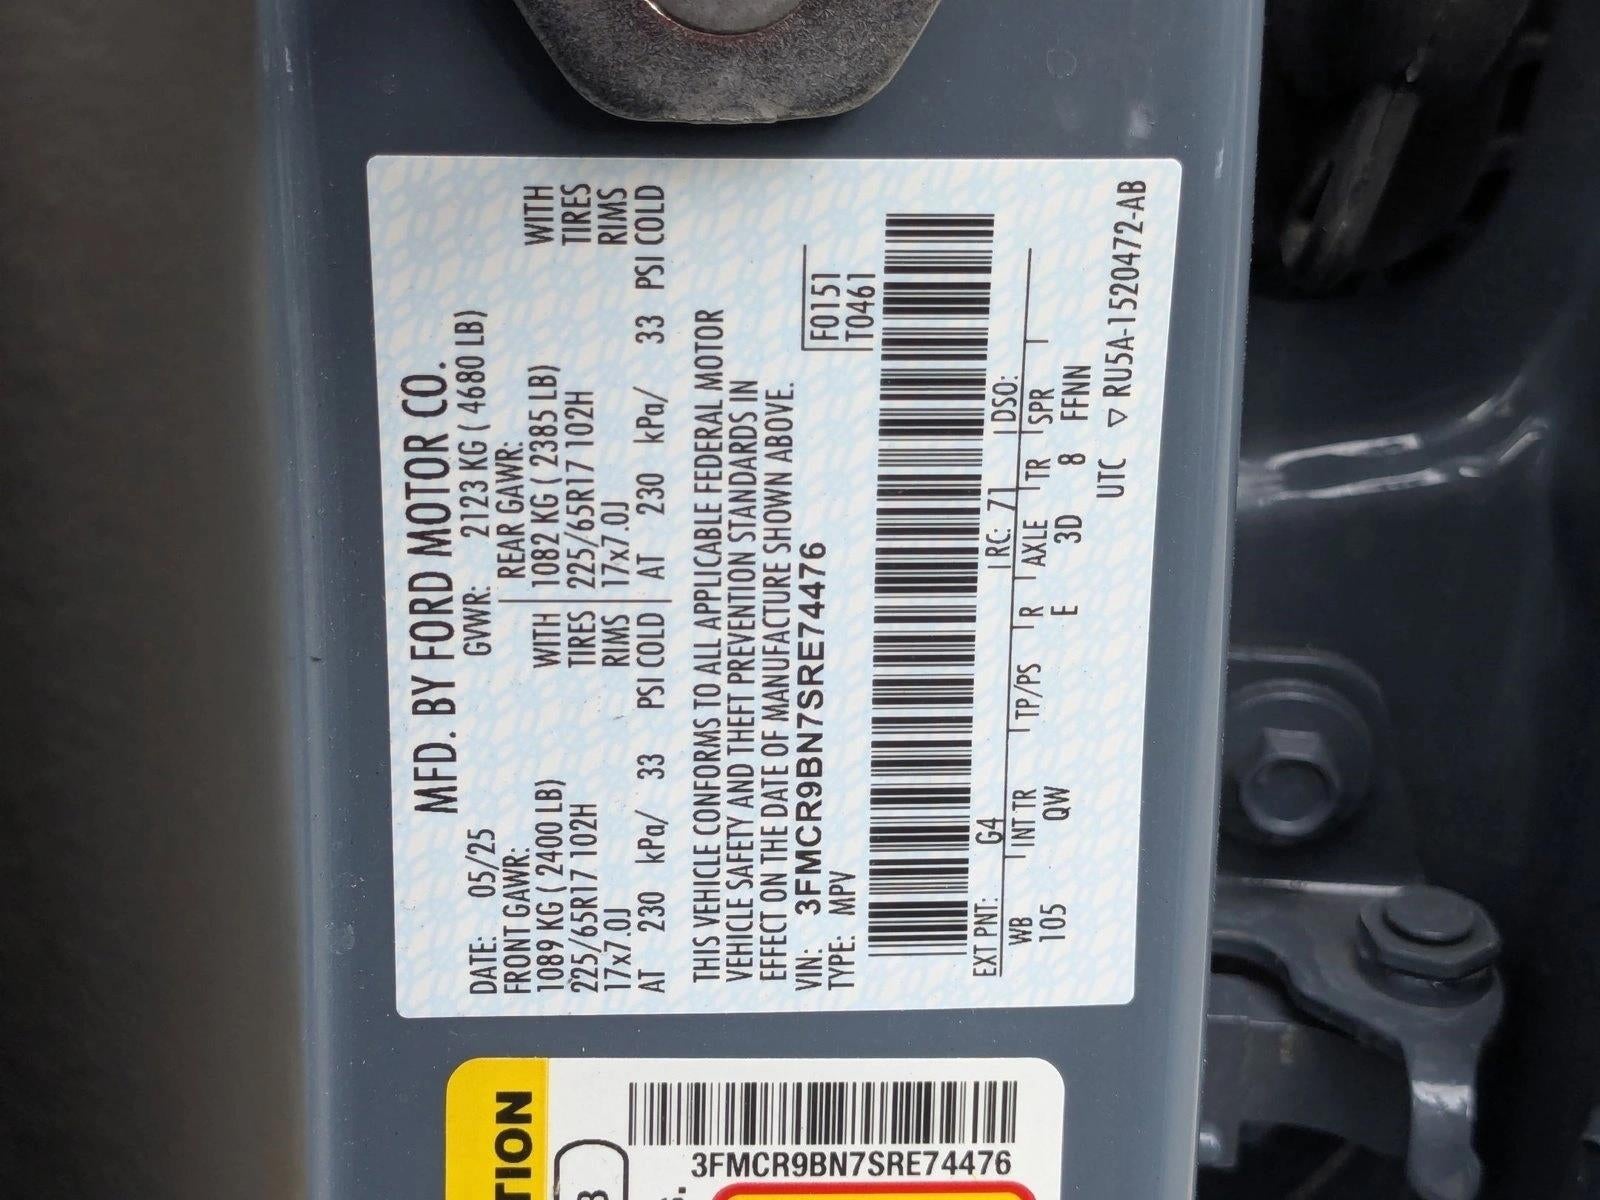 MFD. BY FORD MOTOR CO.
DATE: 05/25 GVWR: 2123 KG ( 4680 LB)
FRONT GAWR: REAR GAWR:
1089 KG ( 2400 LB) WITH 1082 KG ( 2385 LB) WITH
225/65R17 102H TIRES 225/65R17 102H TIRES
17x7.0J RIMS 17x7.0J RIMS
AT 230 kPa/ 33 PSI COLD AT 230 kPa/ 33 PSI COLD
THIS VEHICLE CONFORMS TO ALL APPLICABLE FEDERAL MOTOR
VEHICLE SAFETY AND THEFT PREVENTION STANDARDS IN
EFFECT ON THE DATE OF MANUFACTURE SHOWN ABOVE.
VIN: 3FMCR9BN7SRE74476 F0151
TYPE: MPV T0461
EXT PNT: G4 RC: 71 DSO:
WB INT TR TP/PS R AXLE TR SPR
105 QW E 3D 8 FFNN
UTC ▽ RU5A-1520472-AB
TION
3FMCR9BN7SRE74476